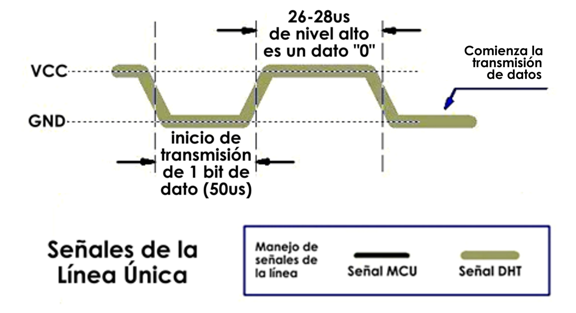 26-28us
de nivel alto
es un dato "0"
Comienza la
transmisión
de datos
VCC
GND
inicio de
transmisión
de 1 bit de
dato (50us)
Señales de la
Línea Única
Manejo de
señales de
la línea
Señal MCU
Señal DHT